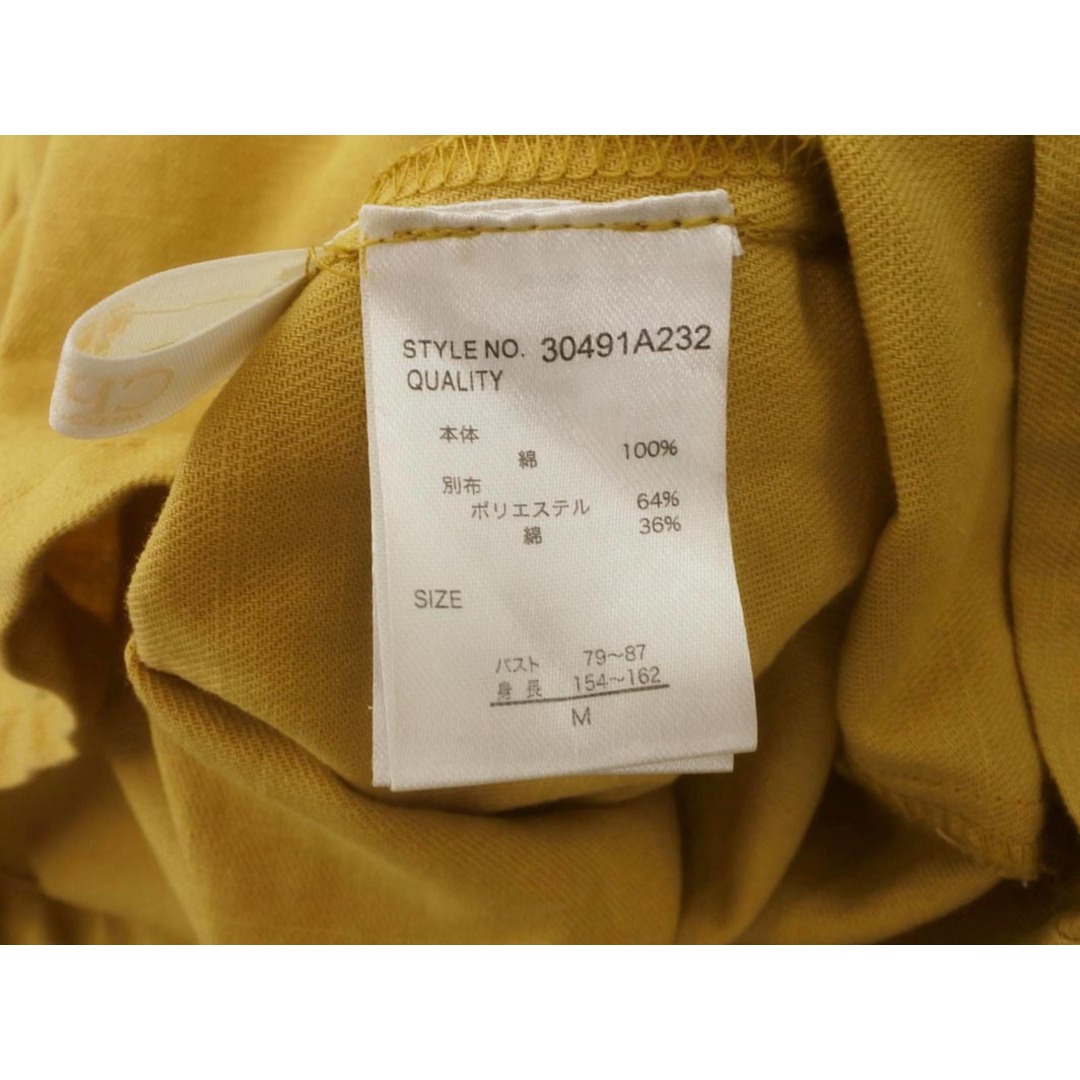 STYLE NO. 30491A232
QUALITY
本体
綿 100%
別布
ポリエステル 64%
綿 36%
SIZE
バスト 79～87
身長 154～162
M